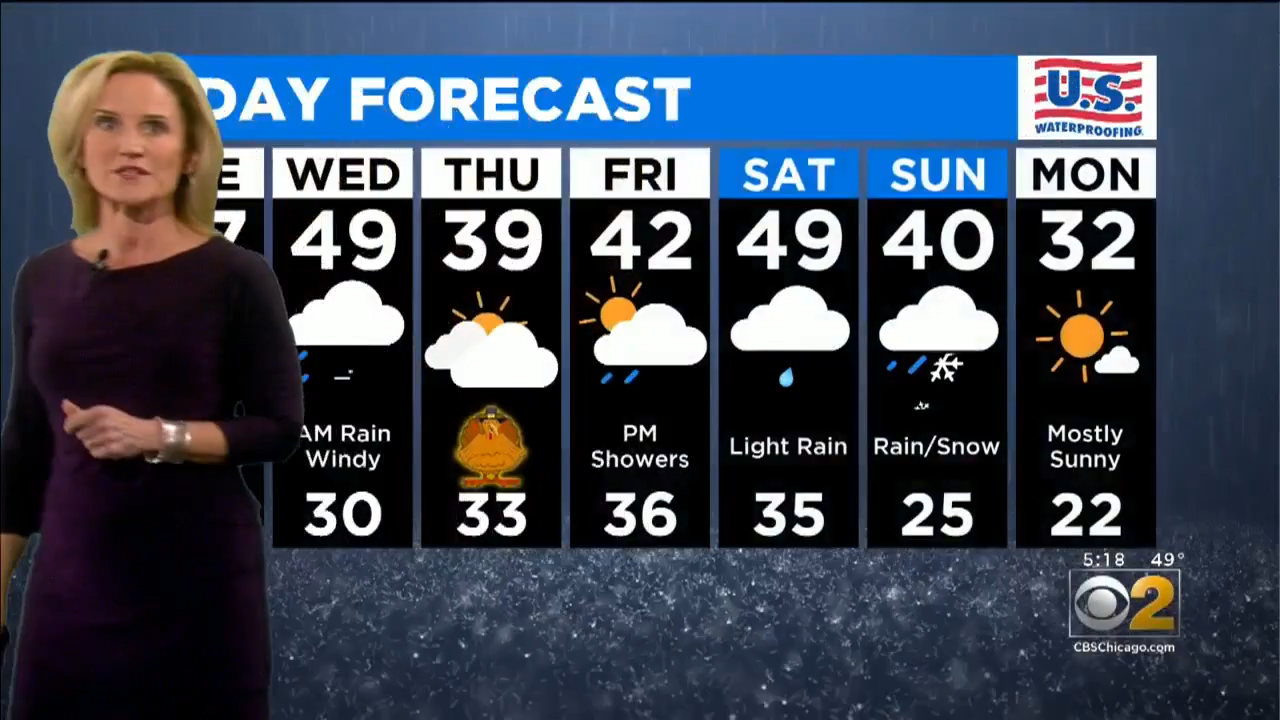 DAY FORECAST
U.S.
WATERPROOFING
E WED THU FRI SAT SUN MON
7 49 39 42 49 40 32
AM Rain
Windy
PM
Showers
Light Rain
Rain/Snow
Mostly
Sunny
30 33 36 35 25 22
5:18 49°
2
CBSChicago.com